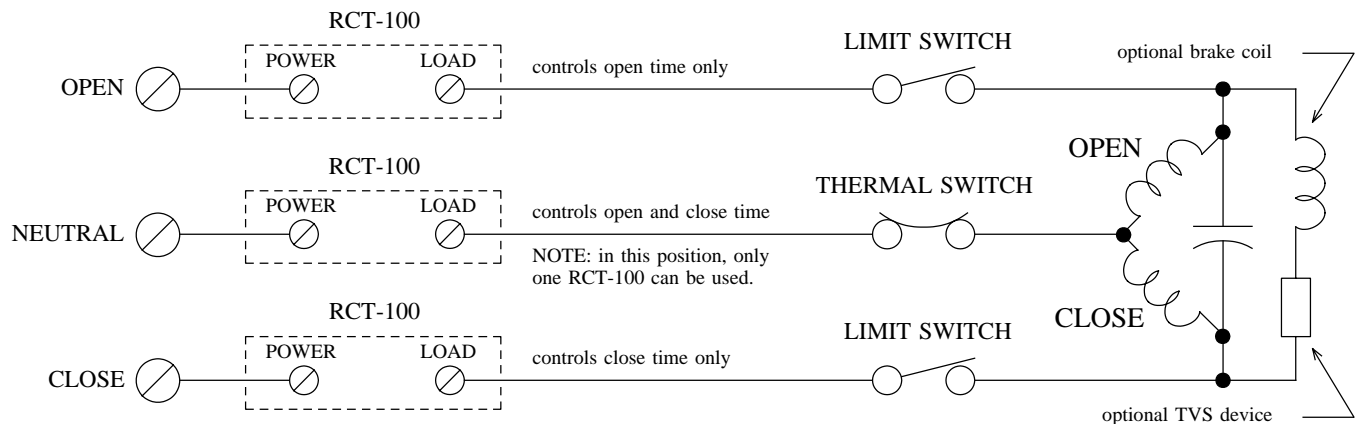 RCT-100
POWER LOAD
OPEN
controls open time only
LIMIT SWITCH
optional brake coil
RCT-100
POWER LOAD
NEUTRAL
controls open and close time
NOTE: in this position, only
one RCT-100 can be used.
THERMAL SWITCH
OPEN
CLOSE
RCT-100
POWER LOAD
CLOSE
controls close time only
LIMIT SWITCH
optional TVS device